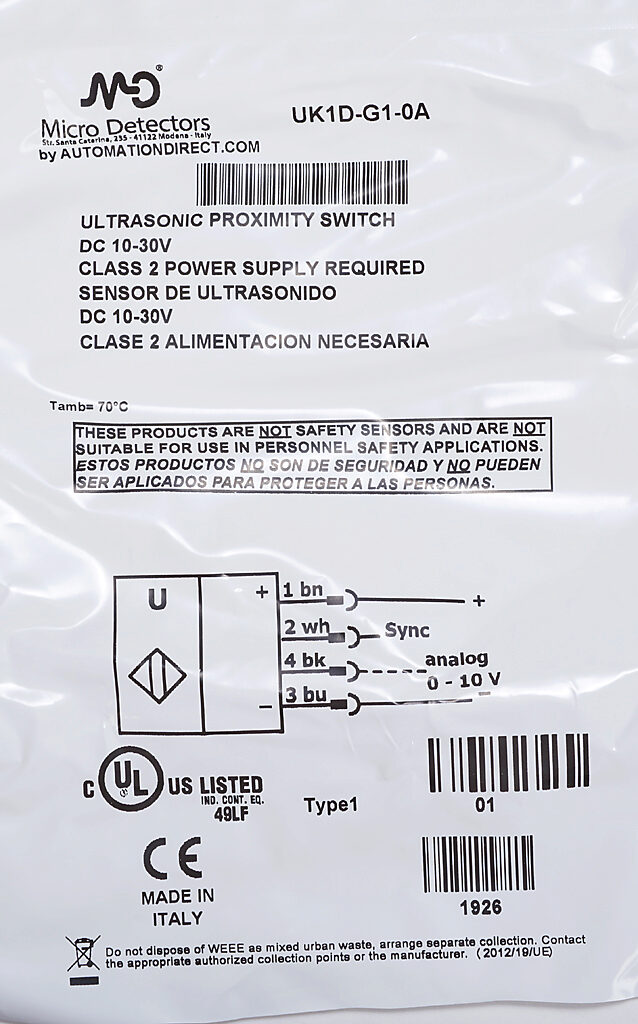 MD®
UK1D-G1-0A
Micro Detectors
Str. Santa Caterina, 235 - 41122 Modena - Italy
by AUTOMATIONDIRECT.COM
ULTRASONIC PROXIMITY SWITCH
DC 10-30V
CLASS 2 POWER SUPPLY REQUIRED
SENSOR DE ULTRASONIDO
DC 10-30V
CLASE 2 ALIMENTACION NECESARIA
Tamb= 70°C
THESE PRODUCTS ARE NOT SAFETY SENSORS AND ARE NOT
SUITABLE FOR USE IN PERSONNEL SAFETY APPLICATIONS.
ESTOS PRODUCTOS NO SON DE SEGURIDAD Y NO PUEDEN
SER APLICADOS PARA PROTEGER A LAS PERSONAS.
U
+ 1 bn +
2 wh Sync
4 bk analog
0 - 10 V
- 3 bu -
C UL US LISTED
IND. CONT. EQ.
49LF
Type1
01
CE
MADE IN
ITALY
1926
Do not dispose of WEEE as mixed urban waste, arrange separate collection. Contact
the appropriate authorized collection points or the manufacturer. (2012/19/UE)